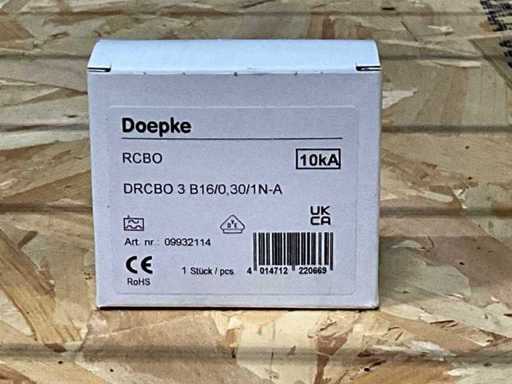 Doepke
RCBO
10kA
DRCBO 3 B16/0,30/1N-A
VDE
UK
CA
Art. nr.: 09932114
CE
RoHS
1 Stück / pcs.
4 014712 220669